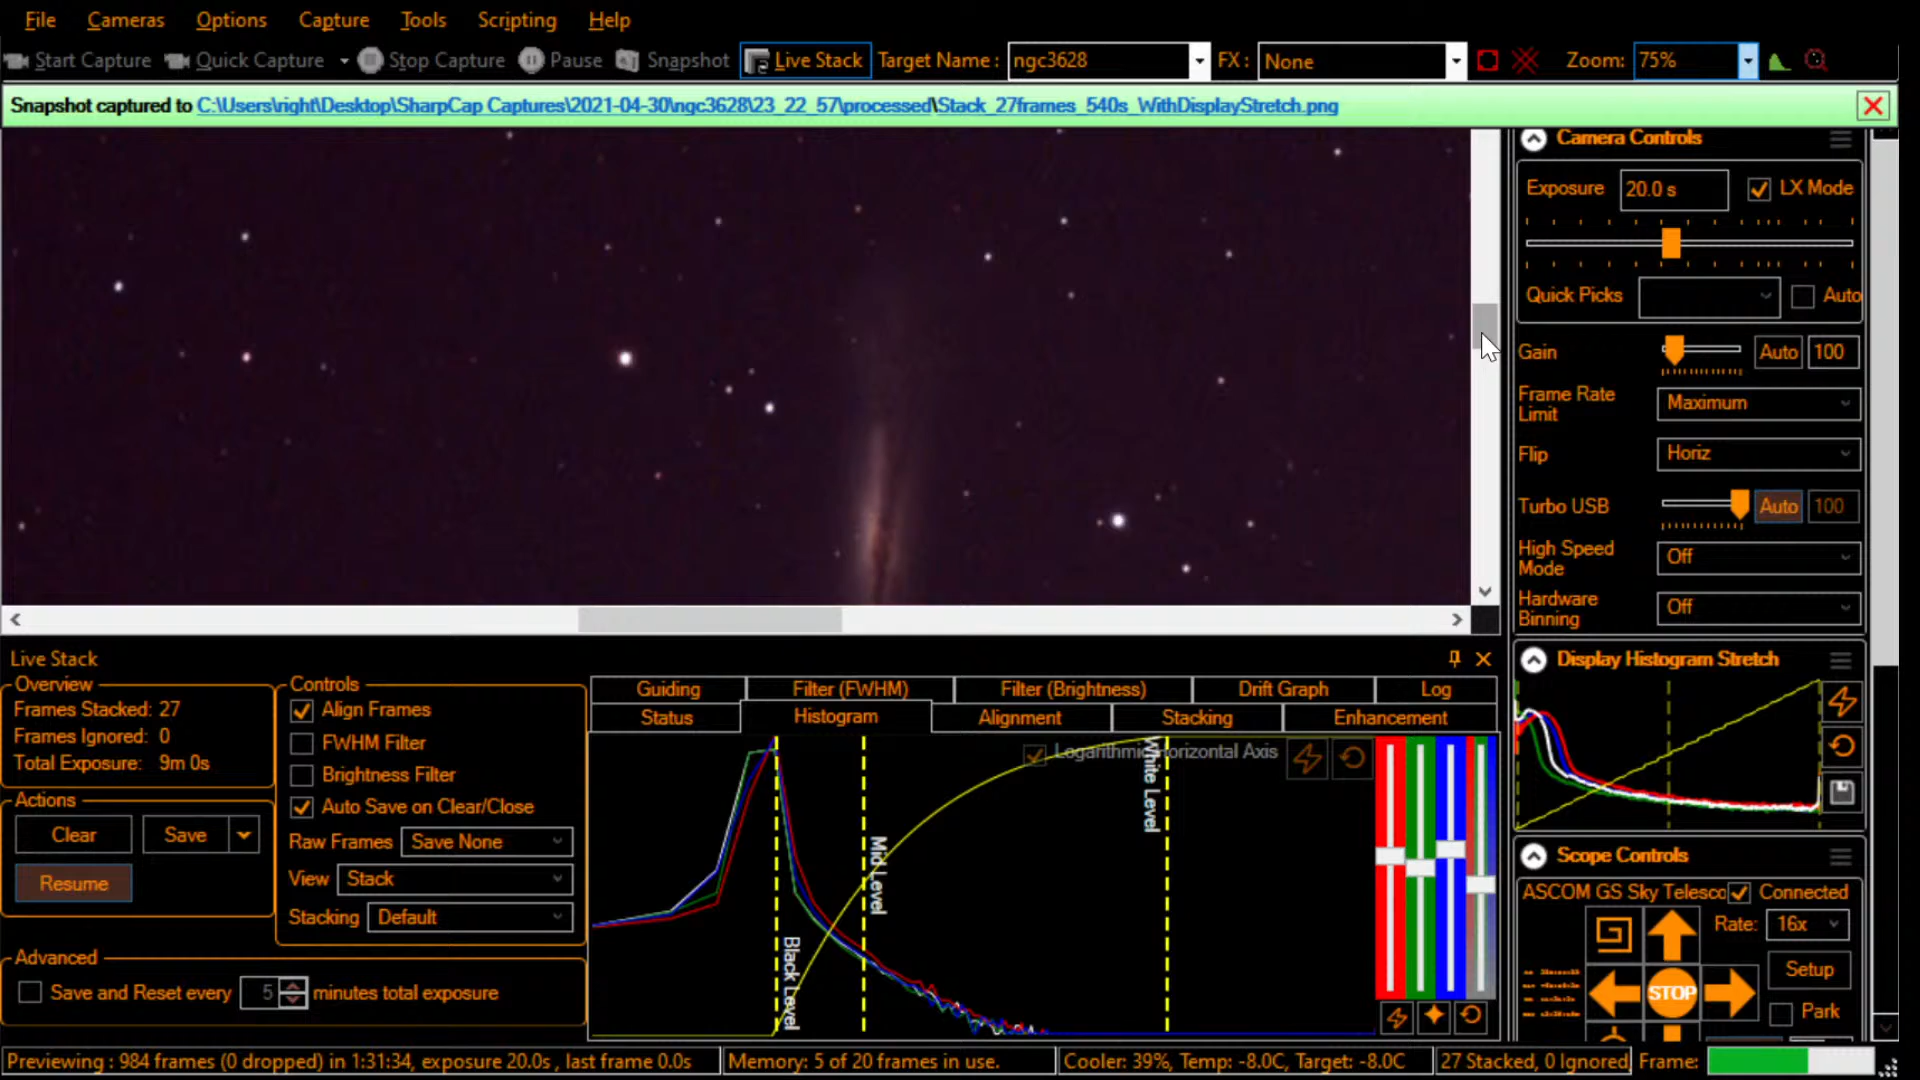 File Cameras Options Capture Tools Scripting Help
Start Capture Quick Capture Stop Capture Pause Snapshot Live Stack Target Name : ngc3628 FX : None Zoom: 75%
Snapshot captured to C:\Users\right\Desktop\SharpCap Captures\2021-04-30\ngc3628\23_22_57\processed\Stack_27frames_540s_WithDisplayStretch.png
Camera Controls
Exposure 20.0 s LX Mode
Quick Picks Auto
Gain Auto 100
Frame Rate Limit Maximum
Flip Horiz
Turbo USB Auto 100
High Speed Mode Off
Hardware Binning Off
Display Histogram Stretch
Scope Controls
ASCOM GS Sky Telesco Connected
Rate: 16x
Setup
STOP
Park
Live Stack
Overview
Frames Stacked: 27
Frames Ignored: 0
Total Exposure: 9m 0s
Actions
Clear Save
Resume
Controls
Align Frames
FWHM Filter
Brightness Filter
Auto Save on Clear/Close
Raw Frames Save None
View Stack
Stacking Default
Advanced
Save and Reset every 5 minutes total exposure
Guiding Filter (FWHM) Filter (Brightness) Drift Graph Log
Status Histogram Alignment Stacking Enhancement
Logarithmic Horizontal Axis
Black Level
Mid Level
White Level
Previewing : 984 frames (0 dropped) in 1:31:34, exposure 20.0s , last frame 0.0s Memory: 5 of 20 frames in use. Cooler: 39%, Temp: -8.0C, Target: -8.0C 27 Stacked, 0 Ignored, Frame: